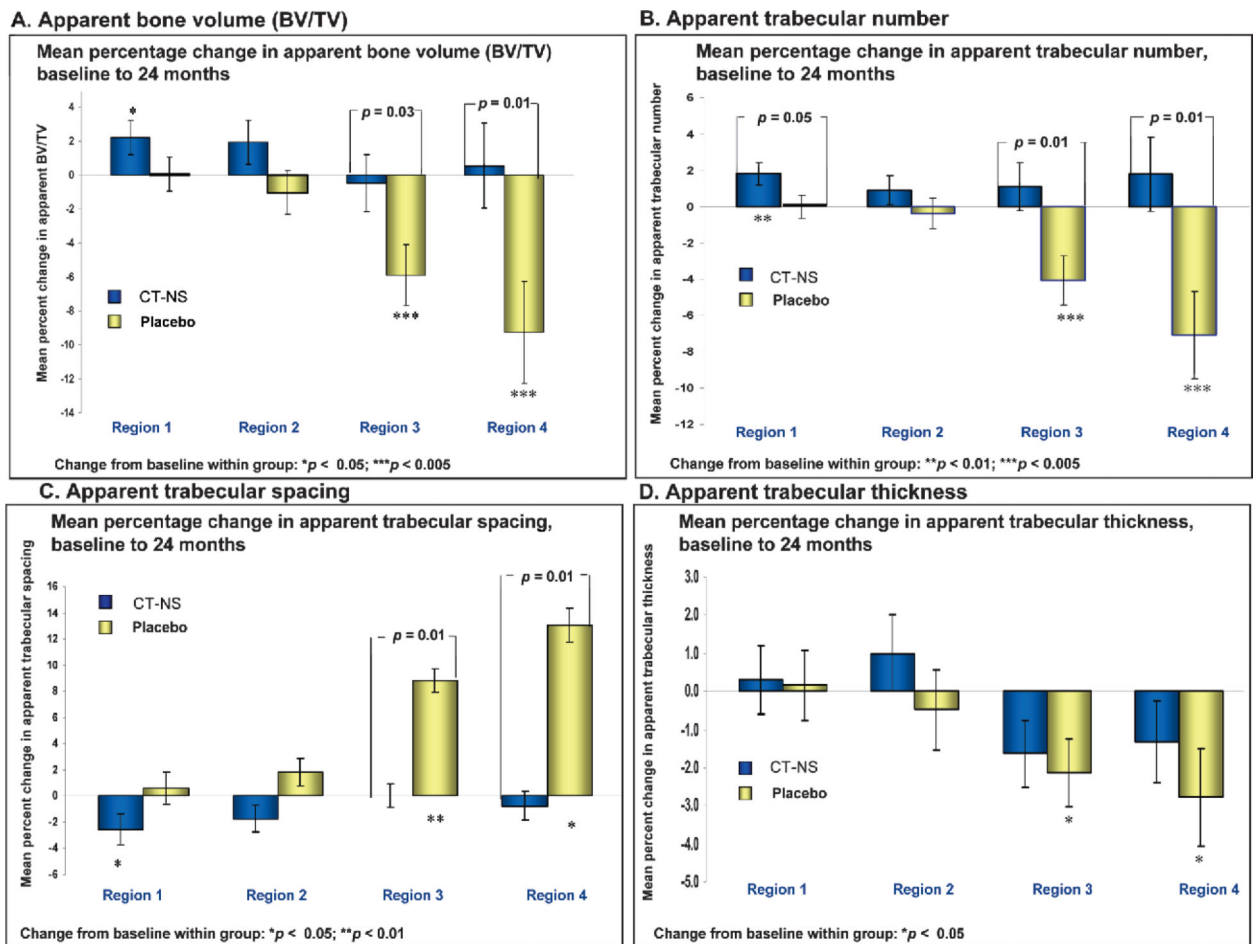 A. Apparent bone volume (BV/TV)
Mean percentage change in apparent bone volume (BV/TV)
baseline to 24 months
Mean percent change in apparent BV/TV
4
2
0
-2
-4
-6
-8
-10
-12
-14
*
p = 0.03
p = 0.01
CT-NS
Placebo
***
***
Region 1
Region 2
Region 3
Region 4
Change from baseline within group: *p < 0.05; ***p < 0.005
B. Apparent trabecular number
Mean percentage change in apparent trabecular number,
baseline to 24 months
Mean percent change in apparent trabecular number
6
4
2
0
-2
-4
-6
-8
-10
-12
p = 0.05
p = 0.01
p = 0.01
**
CT-NS
Placebo
***
***
Region 1
Region 2
Region 3
Region 4
Change from baseline within group: **p < 0.01; ***p < 0.005
C. Apparent trabecular spacing
Mean percentage change in apparent trabecular spacing,
baseline to 24 months
Mean percent change in apparent trabecular spacing
16
14
12
10
8
6
4
2
0
-2
-4
-6
CT-NS
Placebo
p = 0.01
p = 0.01
*
**
*
Region 1
Region 2
Region 3
Region 4
Change from baseline within group: *p < 0.05; **p < 0.01
D. Apparent trabecular thickness
Mean percentage change in apparent trabecular thickness,
baseline to 24 months
Mean percent change in apparent trabecular thickness
3.0
2.0
1.0
0.0
-1.0
-2.0
-3.0
-4.0
-5.0
CT-NS
Placebo
*
*
Region 1
Region 2
Region 3
Region 4
Change from baseline within group: *p < 0.05